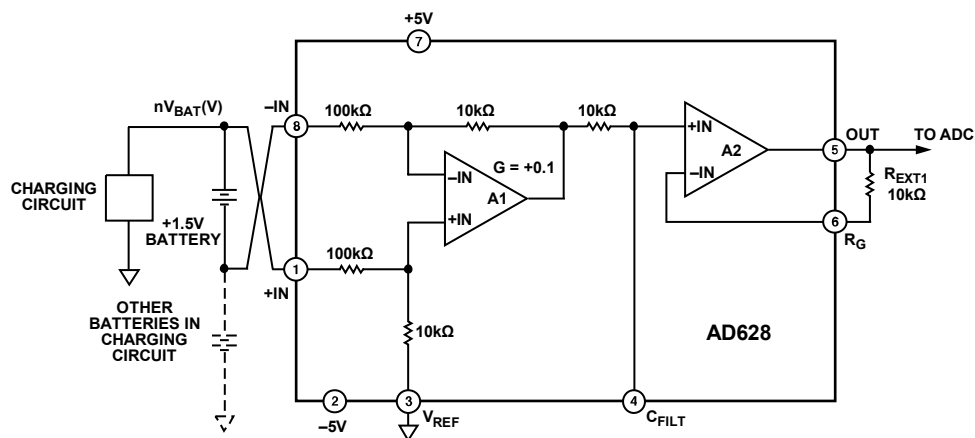 +5V
7
nV_BAT(V)
–IN
8
100kΩ
10kΩ
10kΩ
+IN
A2
–IN
OUT
5
TO ADC
R_EXT1
10kΩ
6
R_G
G = +0.1
–IN
A1
+IN
CHARGING
CIRCUIT
+1.5V
BATTERY
100kΩ
1
+IN
OTHER
BATTERIES IN
CHARGING
CIRCUIT
10kΩ
AD628
2
–5V
3
V_REF
4
C_FILT